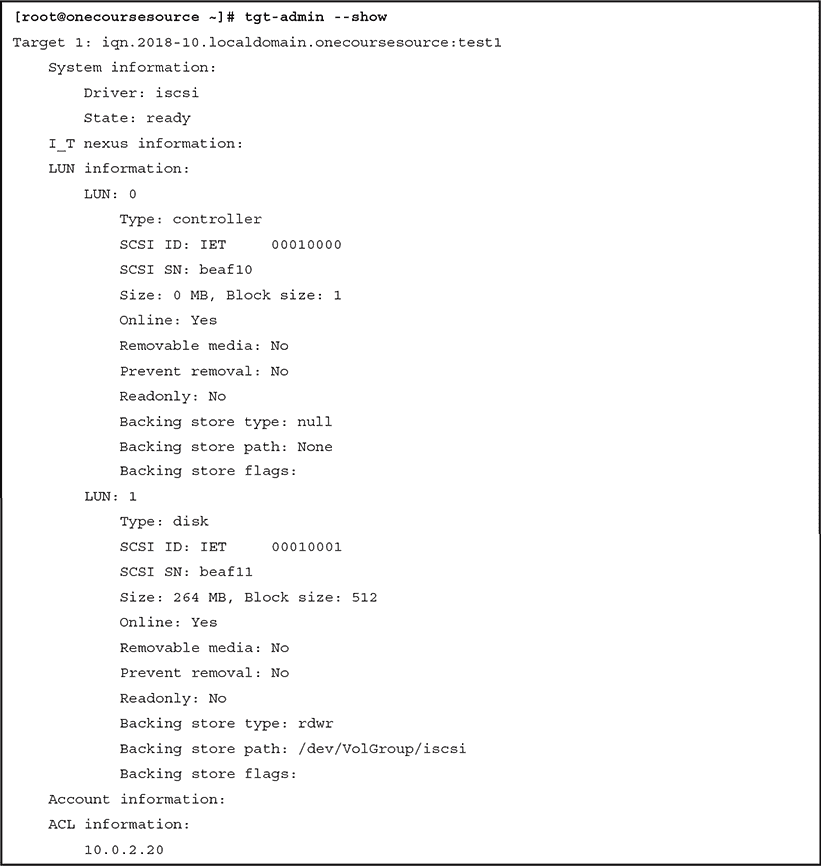 [root@onecoursesource ~]# tgt-admin --show
Target 1: iqn.2018-10.localdomain.onecoursesource:test1
    System information:
        Driver: iscsi
        State: ready
    I_T nexus information:
    LUN information:
        LUN: 0
            Type: controller
            SCSI ID: IET     00010000
            SCSI SN: beaf10
            Size: 0 MB, Block size: 1
            Online: Yes
            Removable media: No
            Prevent removal: No
            Readonly: No
            Backing store type: null
            Backing store path: None
            Backing store flags:
        LUN: 1
            Type: disk
            SCSI ID: IET     00010001
            SCSI SN: beaf11
            Size: 264 MB, Block size: 512
            Online: Yes
            Removable media: No
            Prevent removal: No
            Readonly: No
            Backing store type: rdwr
            Backing store path: /dev/VolGroup/iscsi
            Backing store flags:
    Account information:
    ACL information:
        10.0.2.20